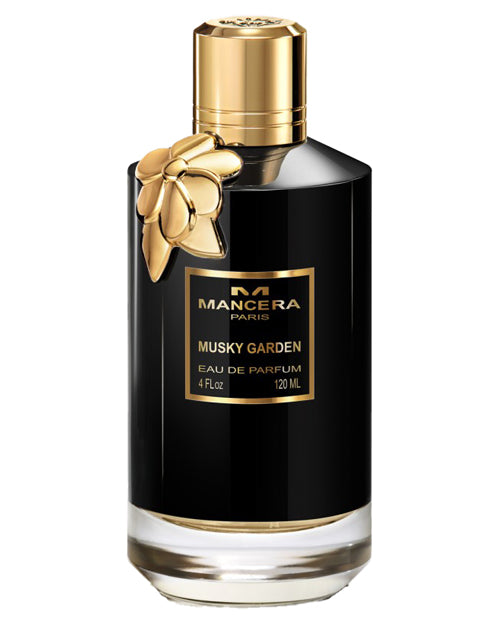 M
MANCERA
PARIS
MUSKY GARDEN
EAU DE PARFUM
4 FLoz 120 ML